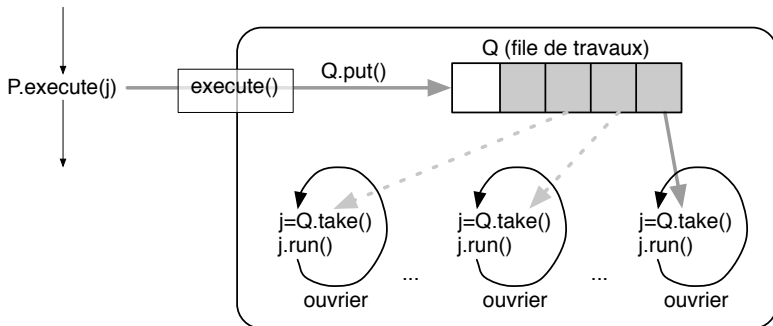 Q (file de travaux)
P.execute(j)
execute()
Q.put()
j=Q.take()
j.run()
ouvrier
...
j=Q.take()
j.run()
ouvrier
...
j=Q.take()
j.run()
ouvrier